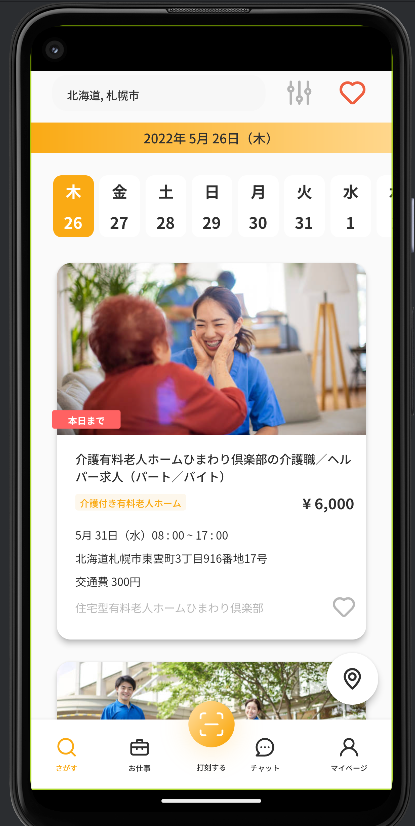 北海道, 札幌市
2022年 5月 26日（木）
木 金 土 日 月 火 水
26 27 28 29 30 31 1
本日まで
介護有料老人ホームひまわり倶楽部の介護職／ヘル
パー求人（パート／バイト）
介護付き有料老人ホーム
¥ 6,000
5月 31日（水）08 : 00 ~ 17 : 00
北海道札幌市東雲町3丁目916番地17号
交通費 300円
住宅型有料老人ホームひまわり倶楽部
さがす お仕事 打刻する チャット マイページ